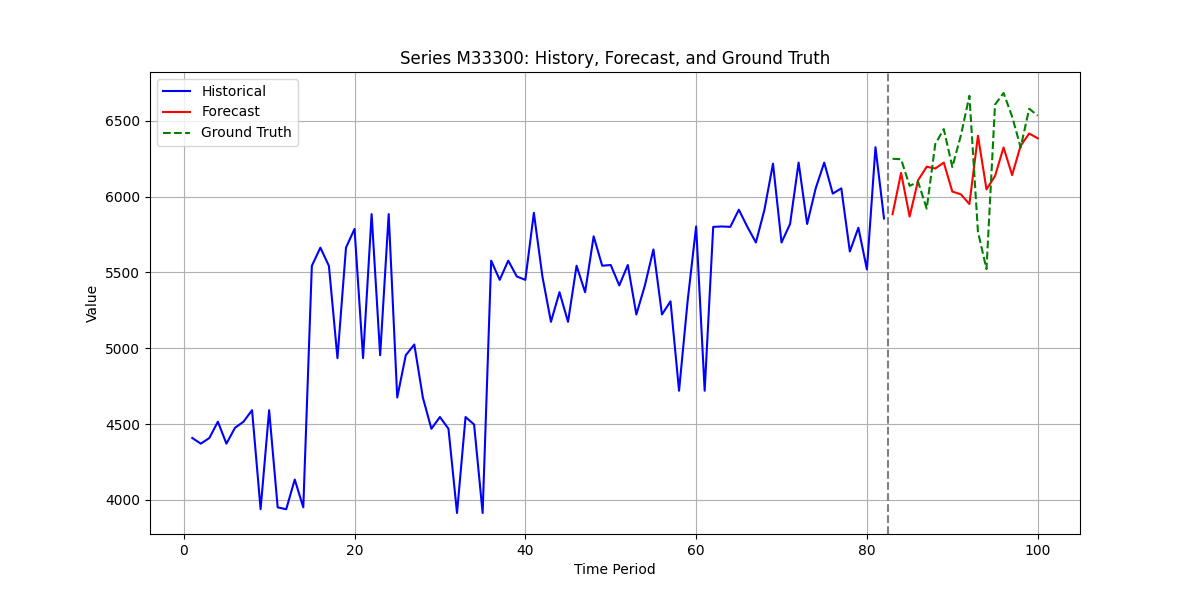 Series M33300: History, Forecast, and Ground Truth
Historical
Forecast
Ground Truth
6500
6000
5500
5000
4500
4000
Value
0 20 40 60 80 100
Time Period